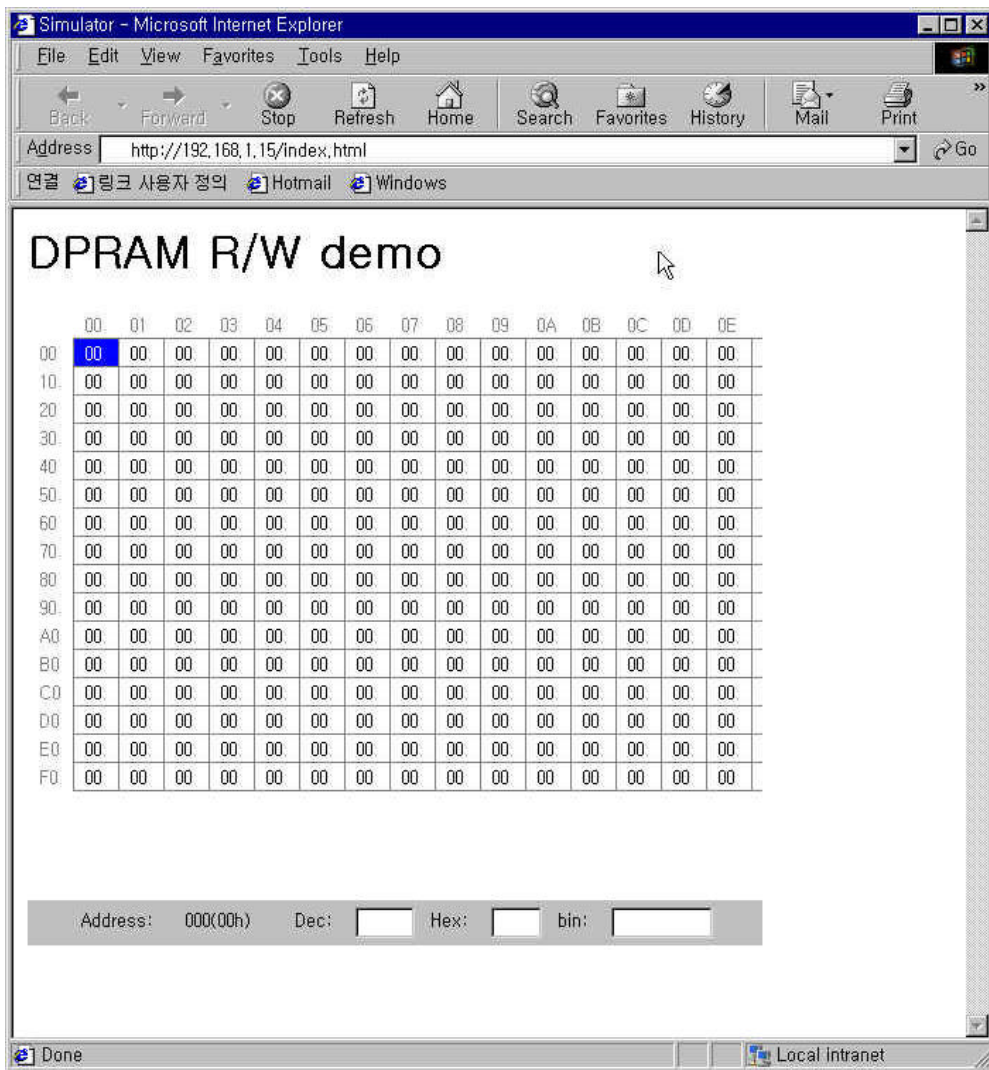 Simulator - Microsoft Internet Explorer
File Edit View Favorites Tools Help
Back Forward Stop Refresh Home Search Favorites History Mail Print »
Address http://192.168.1.15/index.html Go
연결 링크 사용자 정의 Hotmail Windows
DPRAM R/W demo
00 01 02 03 04 05 06 07 08 09 0A 0B 0C 0D 0E
00 00 00 00 00 00 00 00 00 00 00 00 00 00 00 00
10 00 00 00 00 00 00 00 00 00 00 00 00 00 00 00
20 00 00 00 00 00 00 00 00 00 00 00 00 00 00 00
30 00 00 00 00 00 00 00 00 00 00 00 00 00 00 00
40 00 00 00 00 00 00 00 00 00 00 00 00 00 00 00
50 00 00 00 00 00 00 00 00 00 00 00 00 00 00 00
60 00 00 00 00 00 00 00 00 00 00 00 00 00 00 00
70 00 00 00 00 00 00 00 00 00 00 00 00 00 00 00
80 00 00 00 00 00 00 00 00 00 00 00 00 00 00 00
90 00 00 00 00 00 00 00 00 00 00 00 00 00 00 00
A0 00 00 00 00 00 00 00 00 00 00 00 00 00 00 00
B0 00 00 00 00 00 00 00 00 00 00 00 00 00 00 00
C0 00 00 00 00 00 00 00 00 00 00 00 00 00 00 00
D0 00 00 00 00 00 00 00 00 00 00 00 00 00 00 00
E0 00 00 00 00 00 00 00 00 00 00 00 00 00 00 00
F0 00 00 00 00 00 00 00 00 00 00 00 00 00 00 00
Address: 000(00h) Dec: Hex: bin:
Done Local intranet